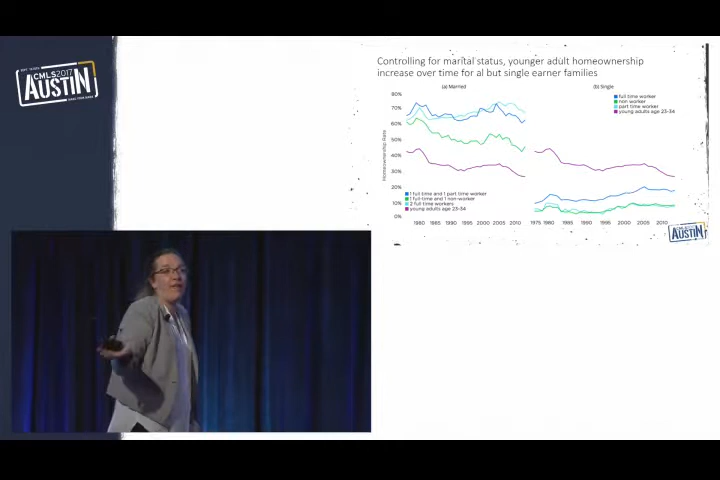 CMLS2017
AUSTIN
Controlling for marital status, younger adult homeownership
increase over time for al but single earner families
(a) Married
(b) Single
80%
70%
60%
50%
40%
30%
20%
10%
0%
Homeownership Rate
full time worker
non worker
part time worker
young adults age 23-34
1 full time and 1 part time worker
1 full-time and 1 non-worker
2 full time workers
young adults age 23-34
1980 1985 1990 1995 2000 2005 2010
1975 1980 1985 1990 1995 2000 2005 2010
AUSTIN